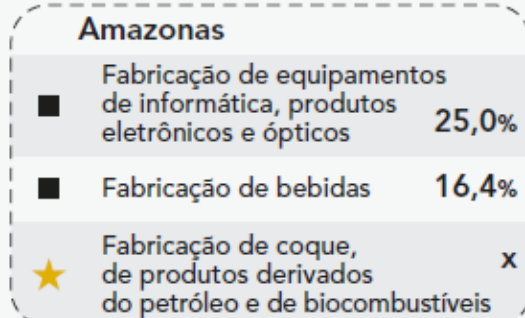 Amazonas
Fabricação de equipamentos
de informática, produtos
eletrônicos e ópticos 25,0%
Fabricação de bebidas 16,4%
Fabricação de coque, x
de produtos derivados
do petróleo e de biocombustíveis